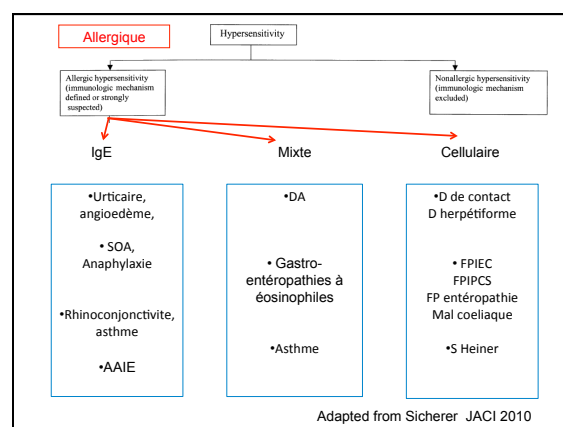 Allergique
Hypersensitivity
Allergic hypersensitivity
(immunologic mechanism
defined or strongly
suspected)
Nonallergic hypersensitivity
(immunologic mechanism
excluded)
IgE
Mixte
Cellulaire
•Urticaire,
angioedème,
• SOA,
Anaphylaxie
•Rhinoconjonctivite,
asthme
•AAIE
•DA
• Gastro-
entéropathies à
éosinophiles
•Asthme
•D de contact
D herpétiforme
• FPIEC
FPIPCS
FP entéropathie
Mal coeliaque
•S Heiner
Adapted from Sicherer JACI 2010